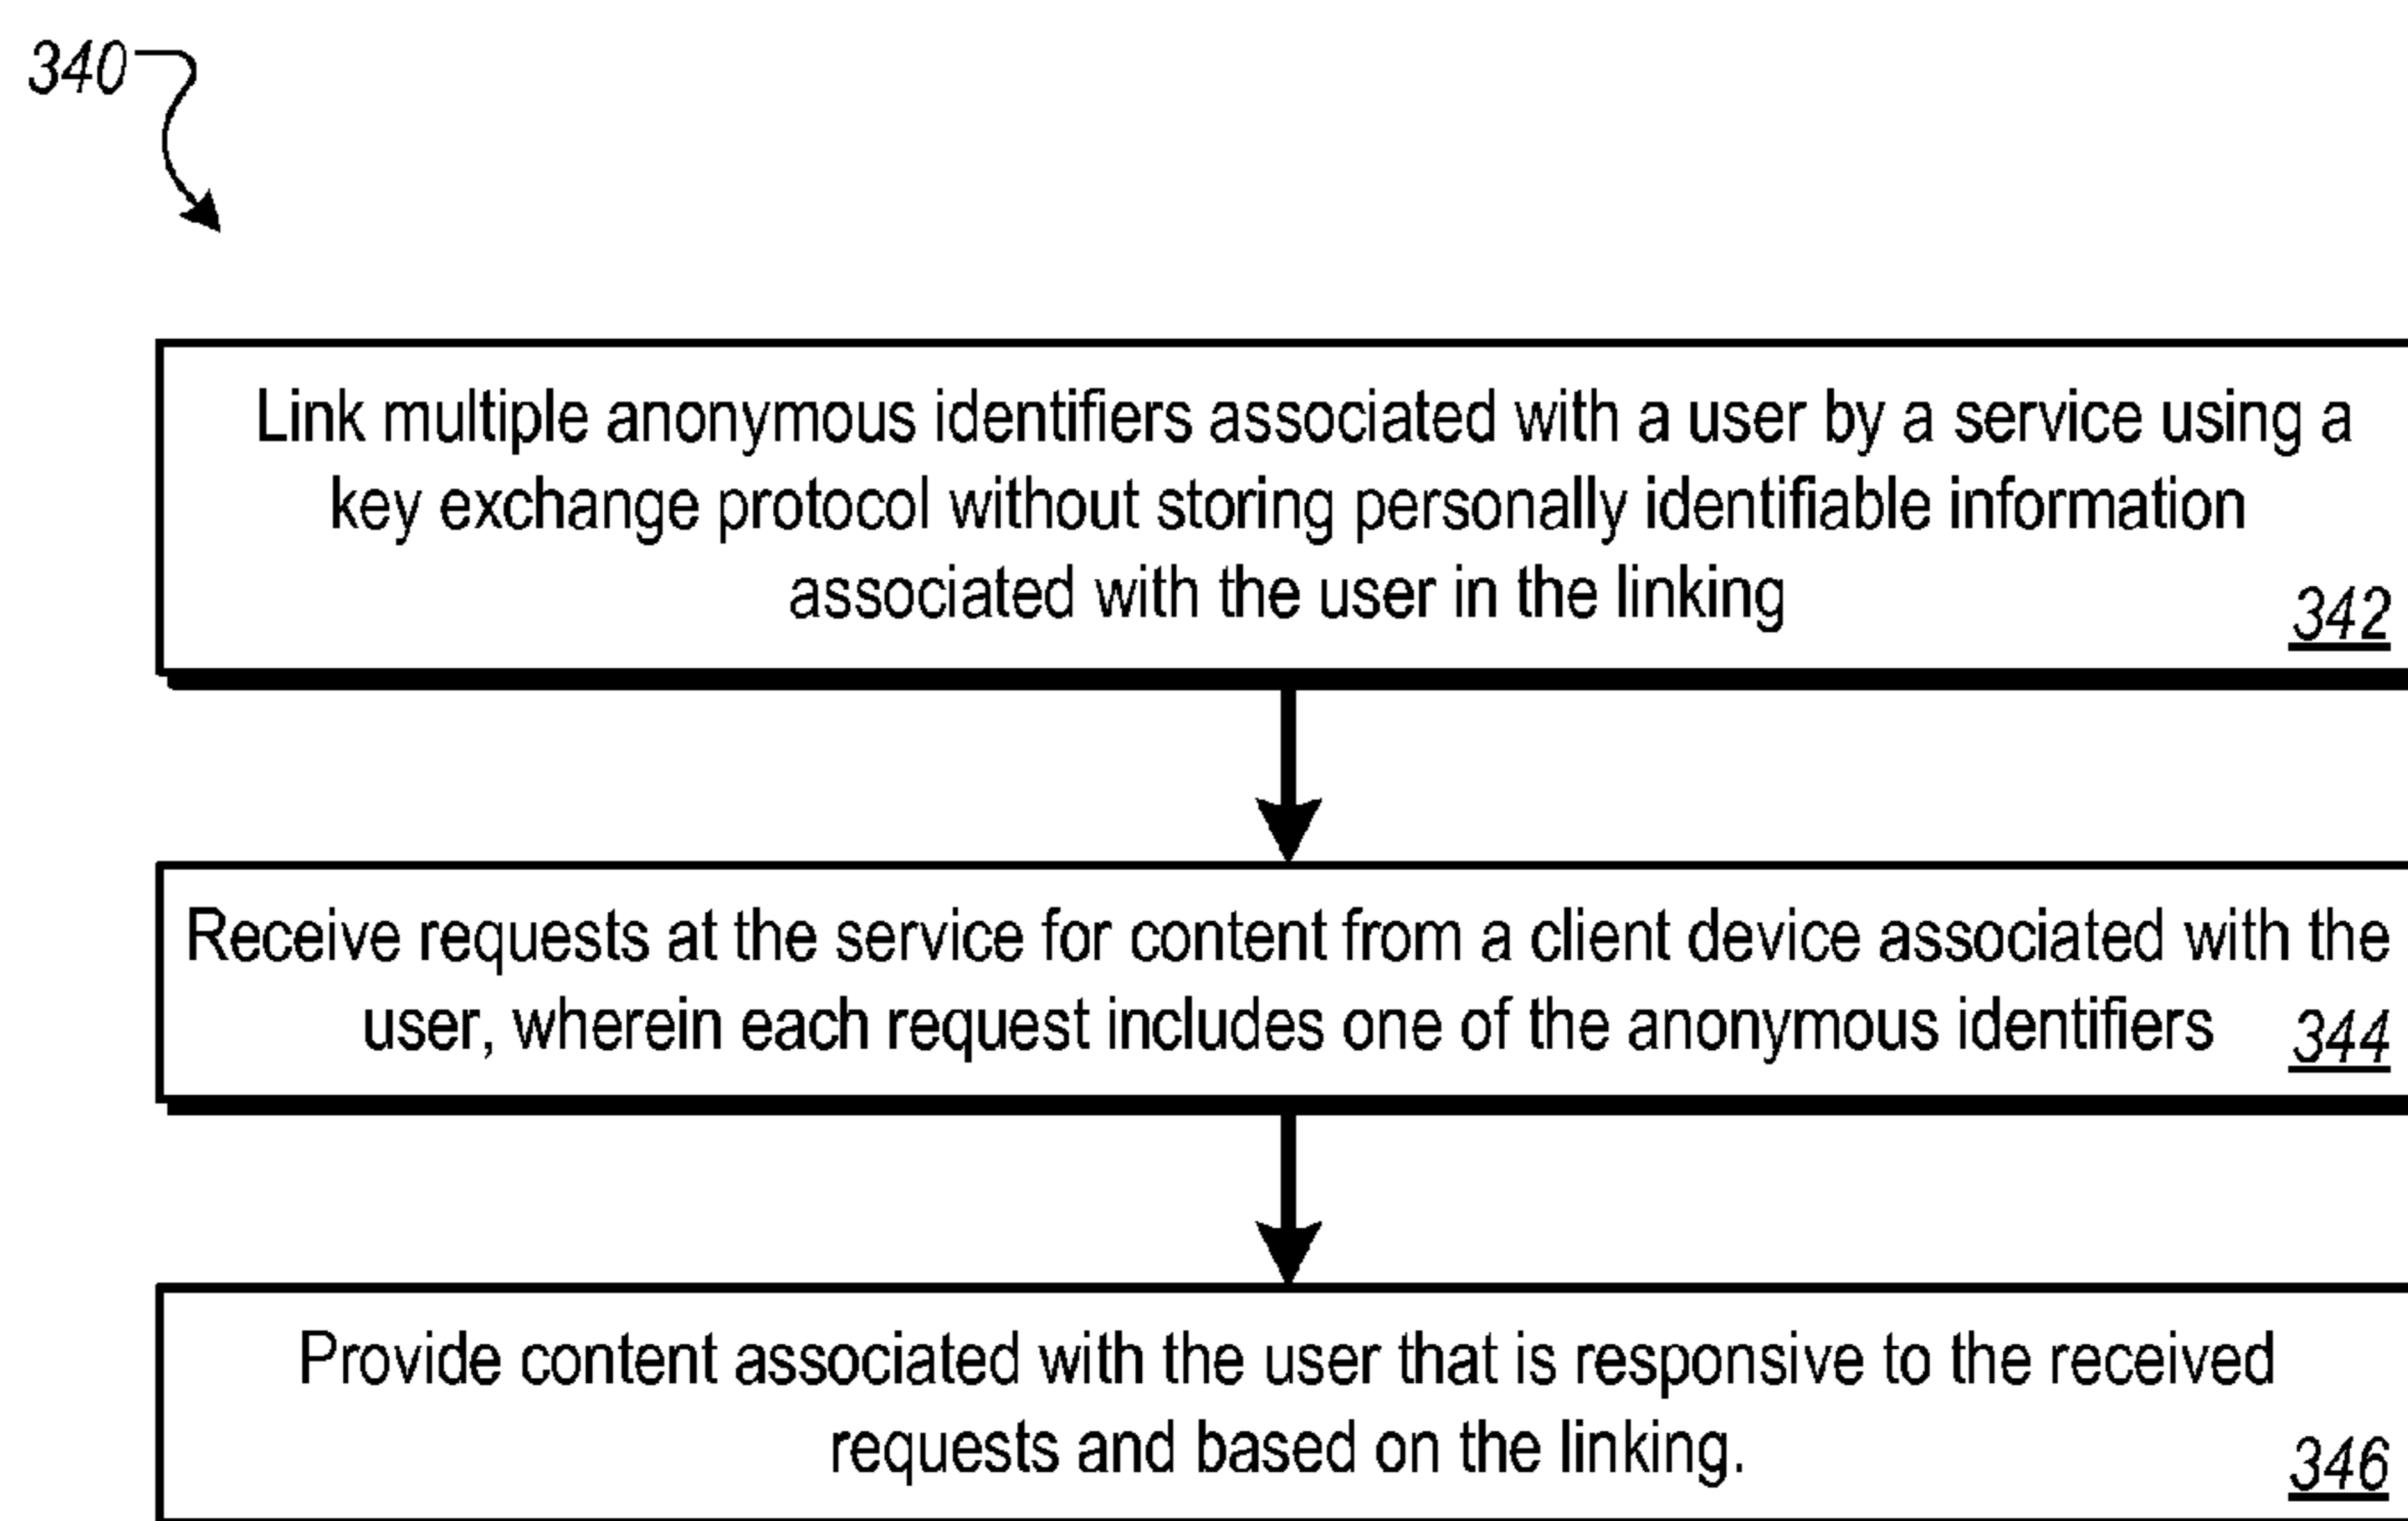 340
Link multiple anonymous identifiers associated with a user by a service using a
key exchange protocol without storing personally identifiable information
associated with the user in the linking
342
Receive requests at the service for content from a client device associated with the
user, wherein each request includes one of the anonymous identifiers 344
Provide content associated with the user that is responsive to the received
requests and based on the linking.
346